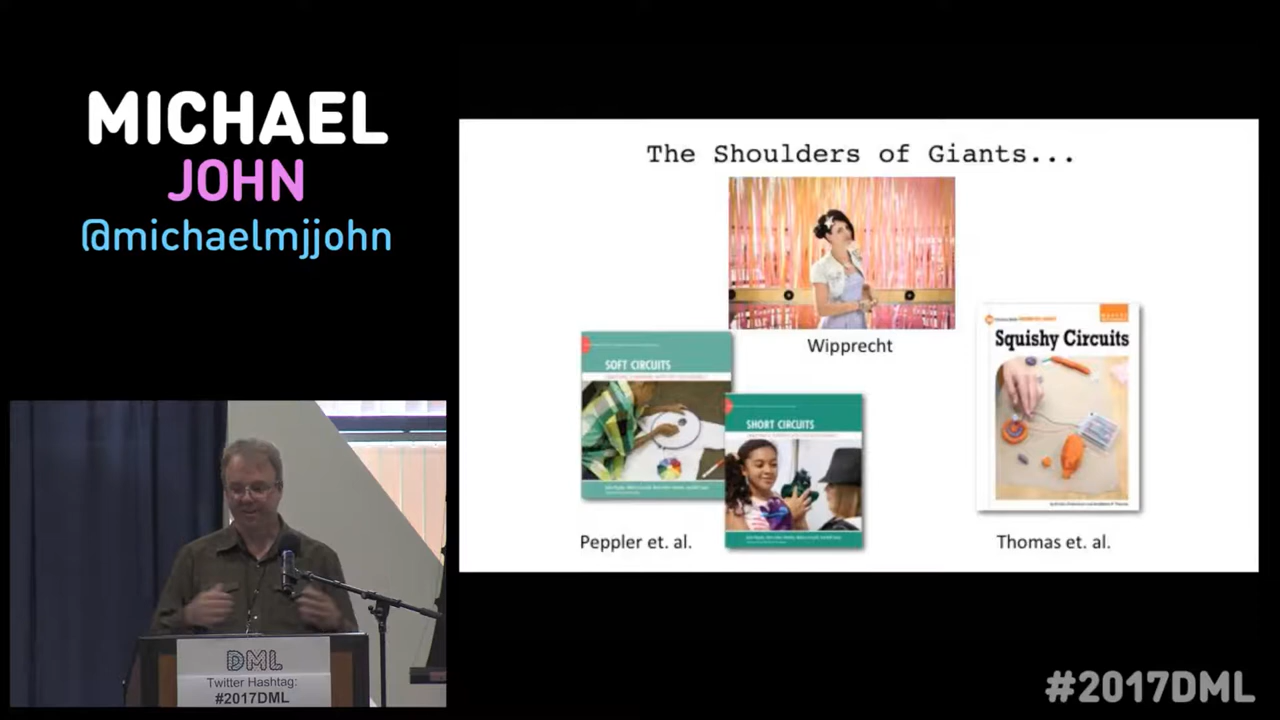 MICHAEL
JOHN
@michaelmjjohn
The Shoulders of Giants...
Wipprecht
SOFT CIRCUITS
SHORT CIRCUITS
Squishy Circuits
Peppler et. al.
Thomas et. al.
DML
Twitter Hashtag:
#2017DML
#2017DML